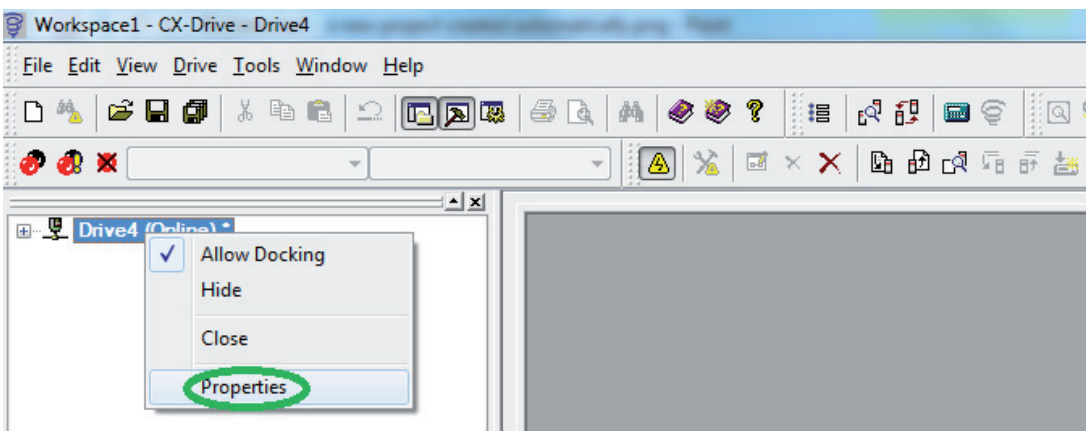 Workspace1 - CX-Drive - Drive4
File Edit View Drive Tools Window Help
Drive4 (Online) *
Allow Docking
Hide
Close
Properties